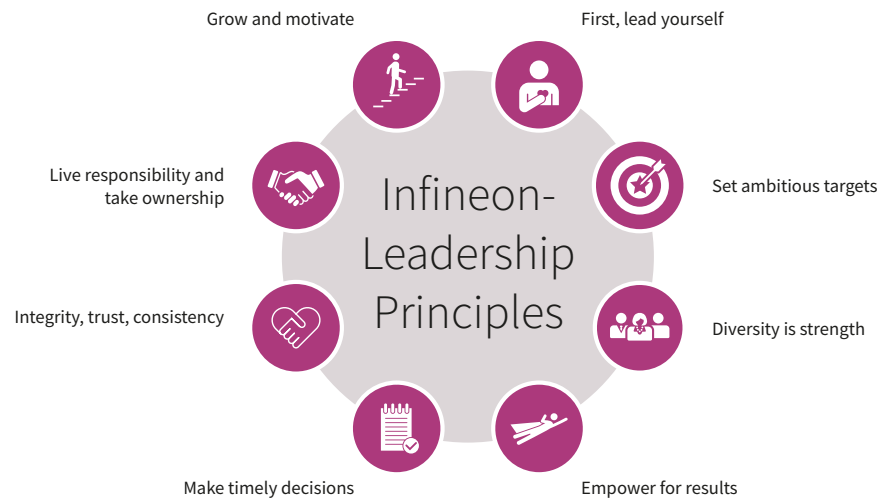 Grow and motivate
First, lead yourself
Live responsibility and
take ownership
Set ambitious targets
Infineon-
Leadership
Principles
Integrity, trust, consistency
Diversity is strength
Make timely decisions
Empower for results